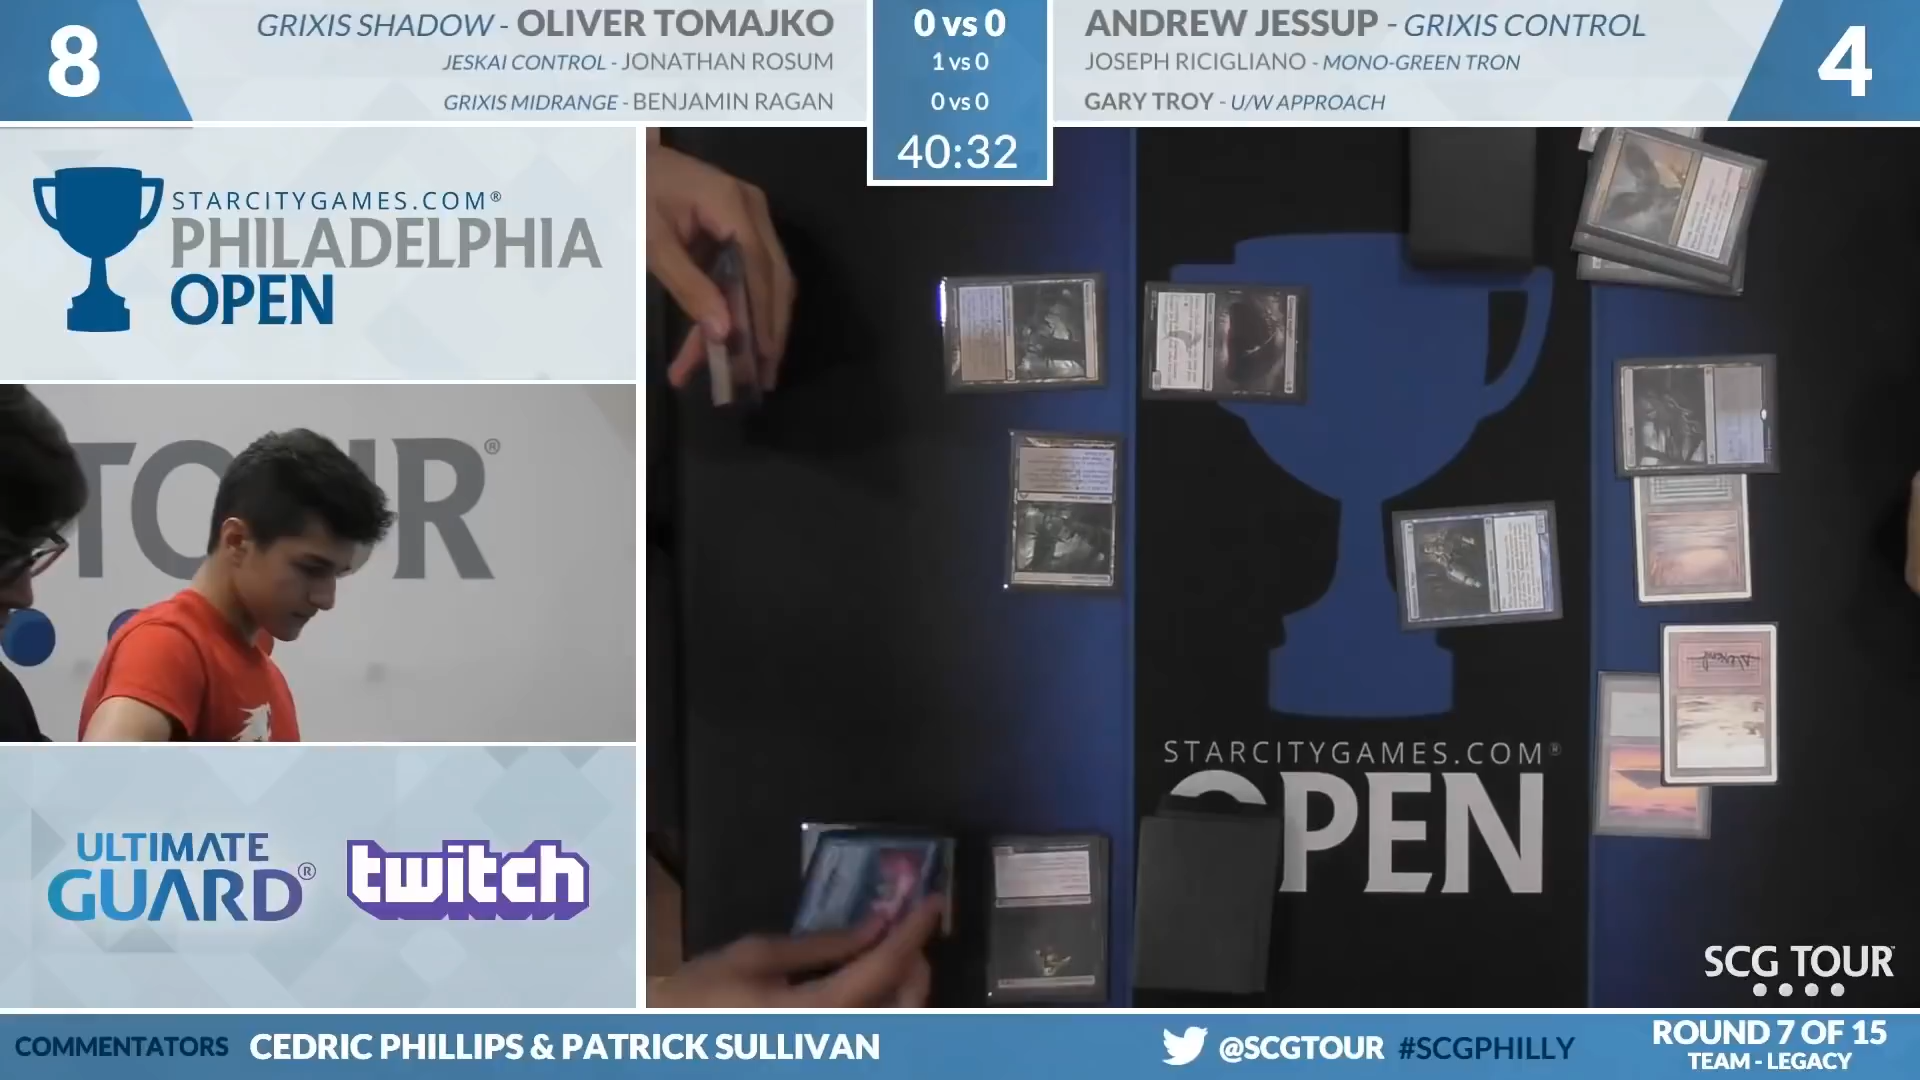 8
GRIXIS SHADOW - OLIVER TOMAJKO
JESKAI CONTROL - JONATHAN ROSUM
GRIXIS MIDRANGE - BENJAMIN RAGAN
0 vs 0
1 vs 0
0 vs 0
40:32
ANDREW JESSUP - GRIXIS CONTROL
JOSEPH RICIGLIANO - MONO-GREEN TRON
GARY TROY - U/W APPROACH
4
STARCITYGAMES.COM®
PHILADELPHIA
OPEN
TOUR®
ULTIMATE
GUARD®
twitch
STARCITYGAMES.COM®
OPEN
SCG TOUR™
COMMENTATORS CEDRIC PHILLIPS & PATRICK SULLIVAN
@SCGTOUR #SCGPHILLY
ROUND 7 OF 15
TEAM - LEGACY